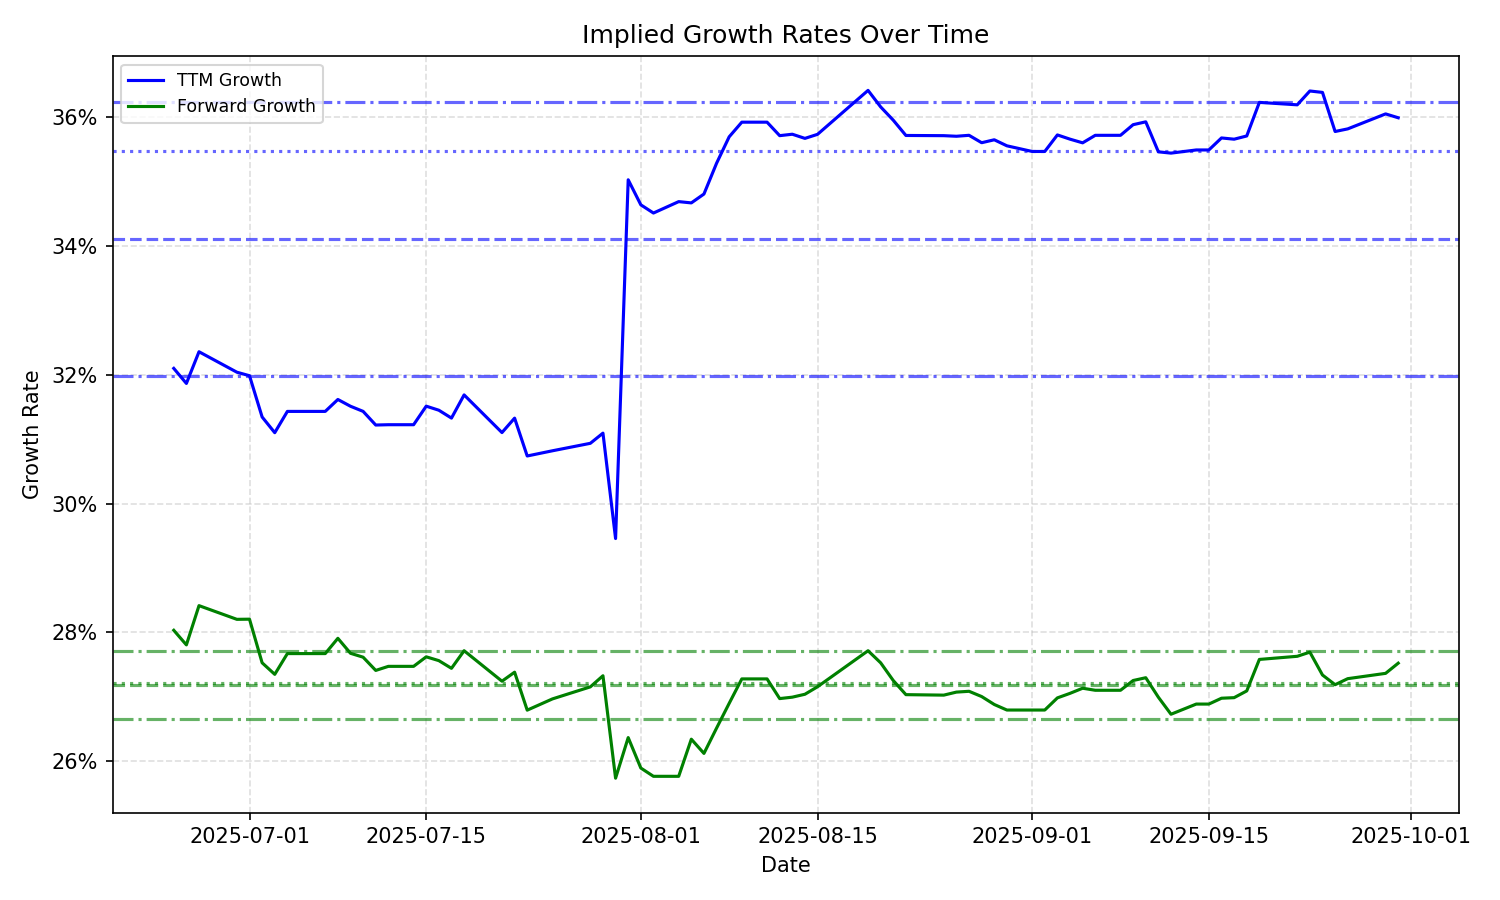 Implied Growth Rates Over Time
TTM Growth
Forward Growth
36%
34%
32%
30%
28%
26%
Growth Rate
2025-07-01
2025-07-15
2025-08-01
2025-08-15
2025-09-01
2025-09-15
2025-10-01
Date